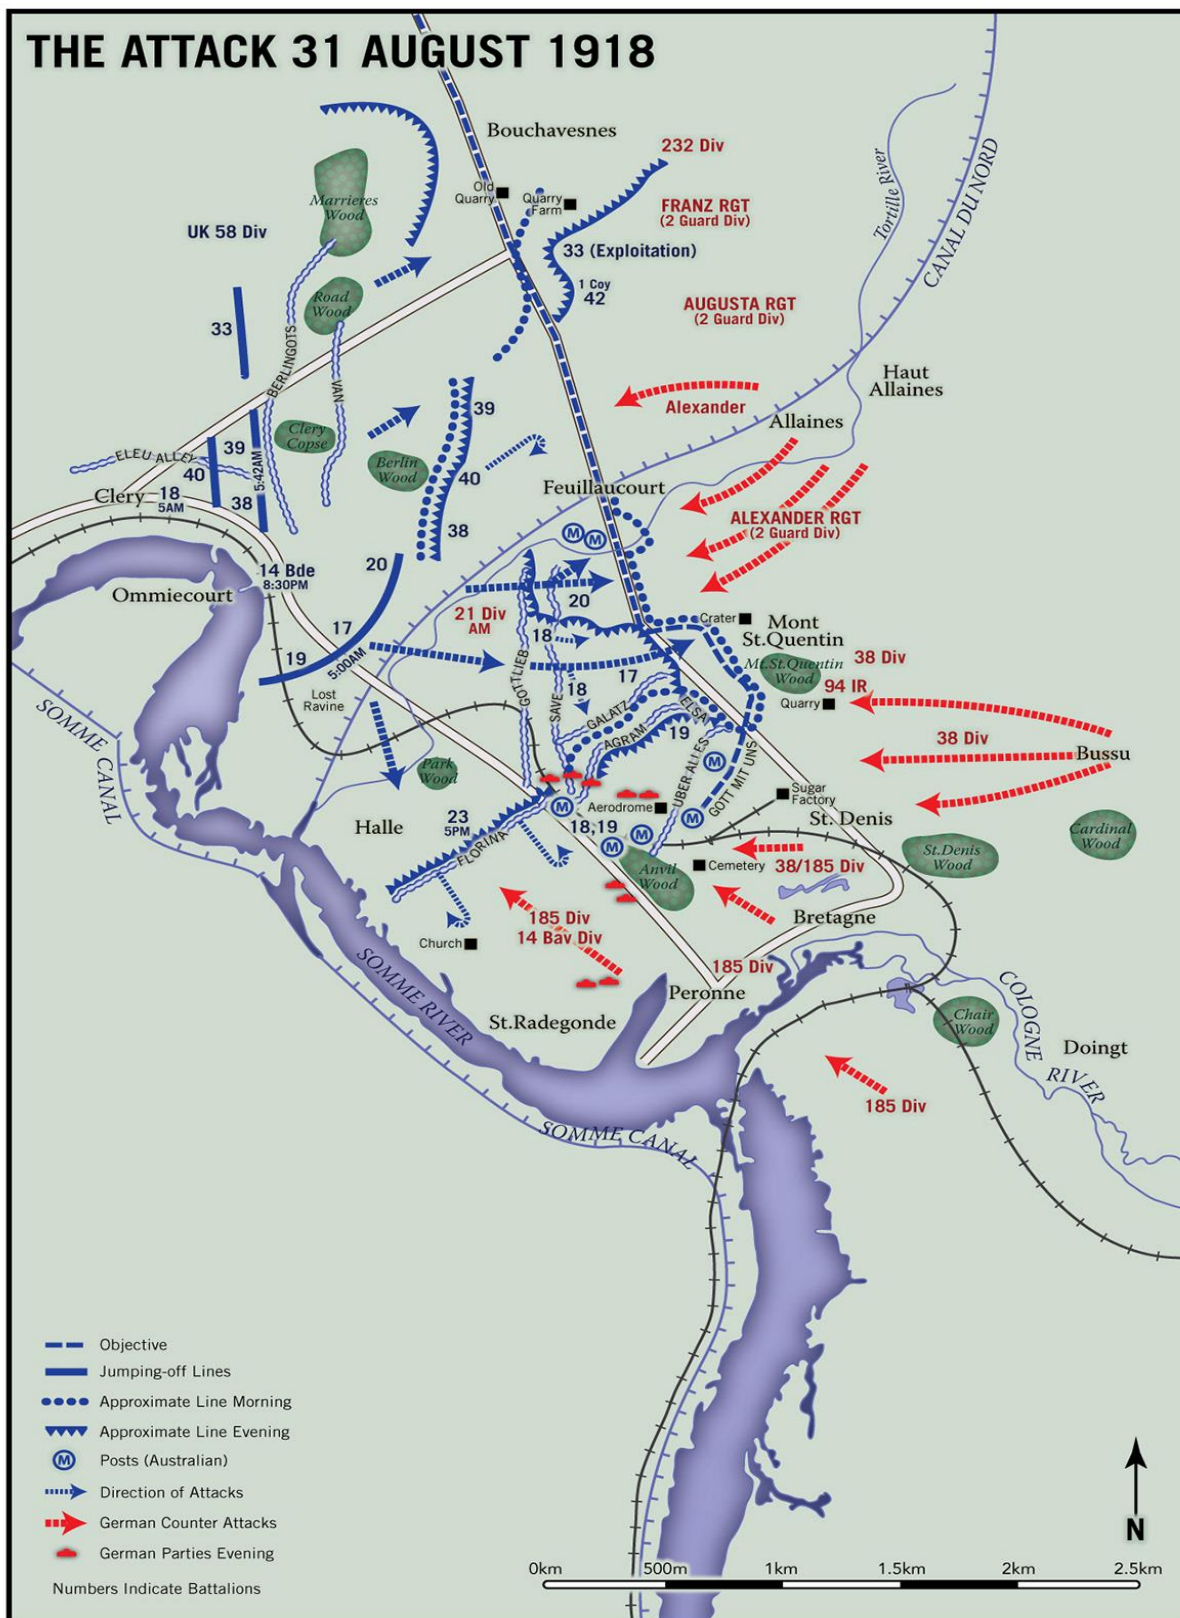 THE ATTACK 31 AUGUST 1918
Bouchavesnes
232 Div
Old
Quarry
Quarry
Farm
Marrieres
Wood
FRANZ RGT
(2 Guard Div)
Tortille River
CANAL DU NORD
UK 58 Div
33 (Exploitation)
1 Coy
42
Road
Wood
AUGUSTA RGT
(2 Guard Div)
33
BERLINGOTS
VAN
Haut
Allaines
Alexander
39
Allaines
Clery
Copse
39
ELEU ALLEY
5:42AM
Berlin
Wood
40
40
Feuillaucourt
Clery
18
5AM
38
38
ALEXANDER RGT
(2 Guard Div)
14 Bde
8:30PM
20
Ommiecourt
20
21 Div
AM
Crater
Mont
St.Quentin
17
18
19
5:00AM
Mt.St.Quentin
Wood
38 Div
GOTTLIEB
17
94 IR
18
Lost
Ravine
SAVE
GALATZ
ELSA
Quarry
SOMME CANAL
AGRAM
19
38 Div
Bussu
UBER ALLES
GOTT MIT UNS
Park
Wood
Sugar
Factory
Aerodrome
Halle
23
5PM
18,19
St. Denis
FLORINA
Cardinal
Wood
St.Denis
Wood
Anvil
Wood
Cemetery
38/185 Div
185 Div
14 Bav Div
Bretagne
Church
SOMME RIVER
185 Div
Peronne
St.Radegonde
COLOGNE
RIVER
Chair
Wood
Doingt
185 Div
SOMME CANAL
Objective
Jumping-off Lines
Approximate Line Morning
Approximate Line Evening
M Posts (Australian)
Direction of Attacks
German Counter Attacks
German Parties Evening
Numbers Indicate Battalions
N
0km 500m 1km 1.5km 2km 2.5km
M
M
M
M
M
M
M